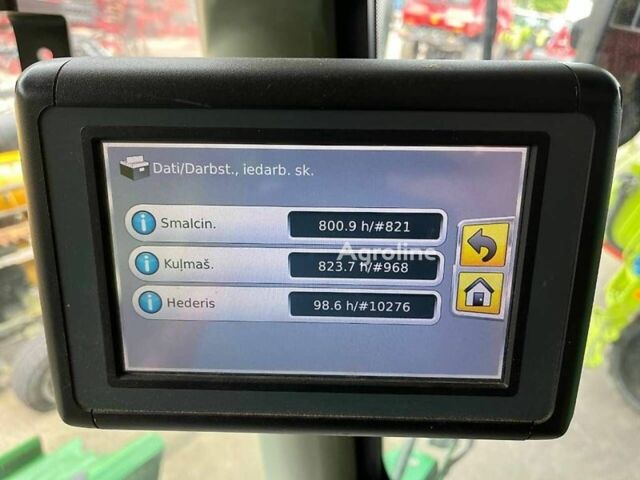 Dati/Darbst., iedarb. sk.
Smalcin. 800.9 h/#821
Agroline
Kuļmaš. 823.7 h/#968
Hederis 98.6 h/#10276